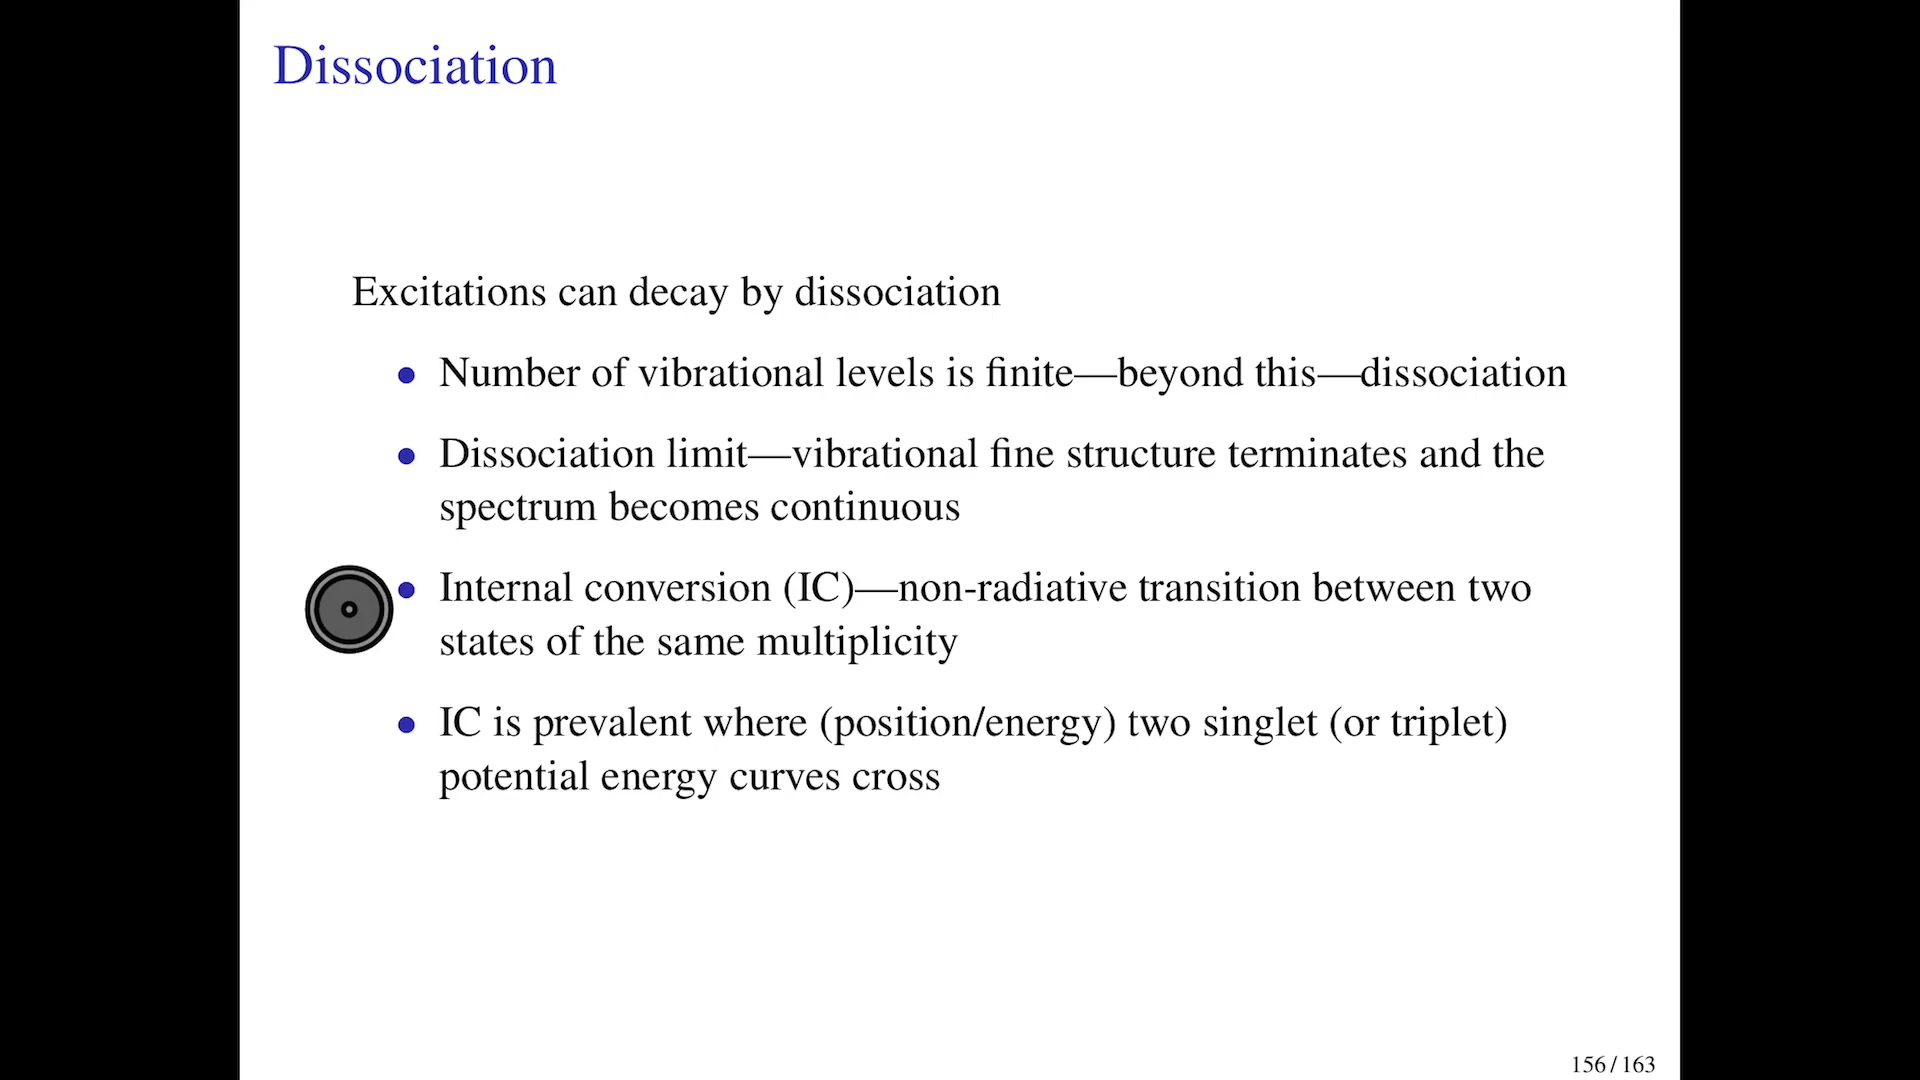 Dissociation
Excitations can decay by dissociation
• Number of vibrational levels is finite—beyond this—dissociation
• Dissociation limit—vibrational fine structure terminates and the
spectrum becomes continuous
• Internal conversion (IC)—non-radiative transition between two
states of the same multiplicity
• IC is prevalent where (position/energy) two singlet (or triplet)
potential energy curves cross
156 / 163